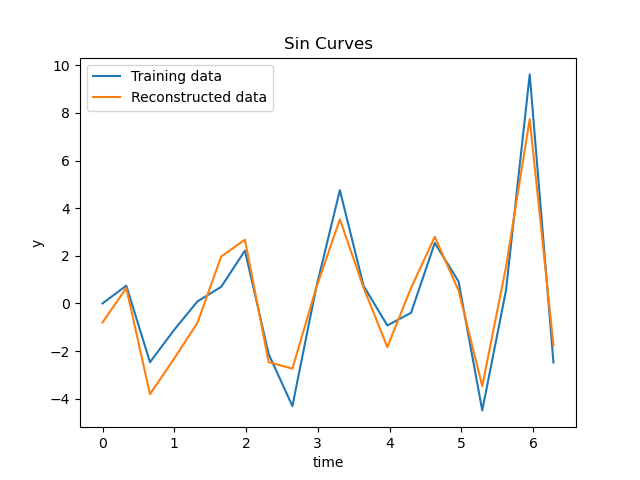 Sin Curves
Training data
Reconstructed data
10
8
6
4
2
0
−2
−4
y
0 1 2 3 4 5 6
time